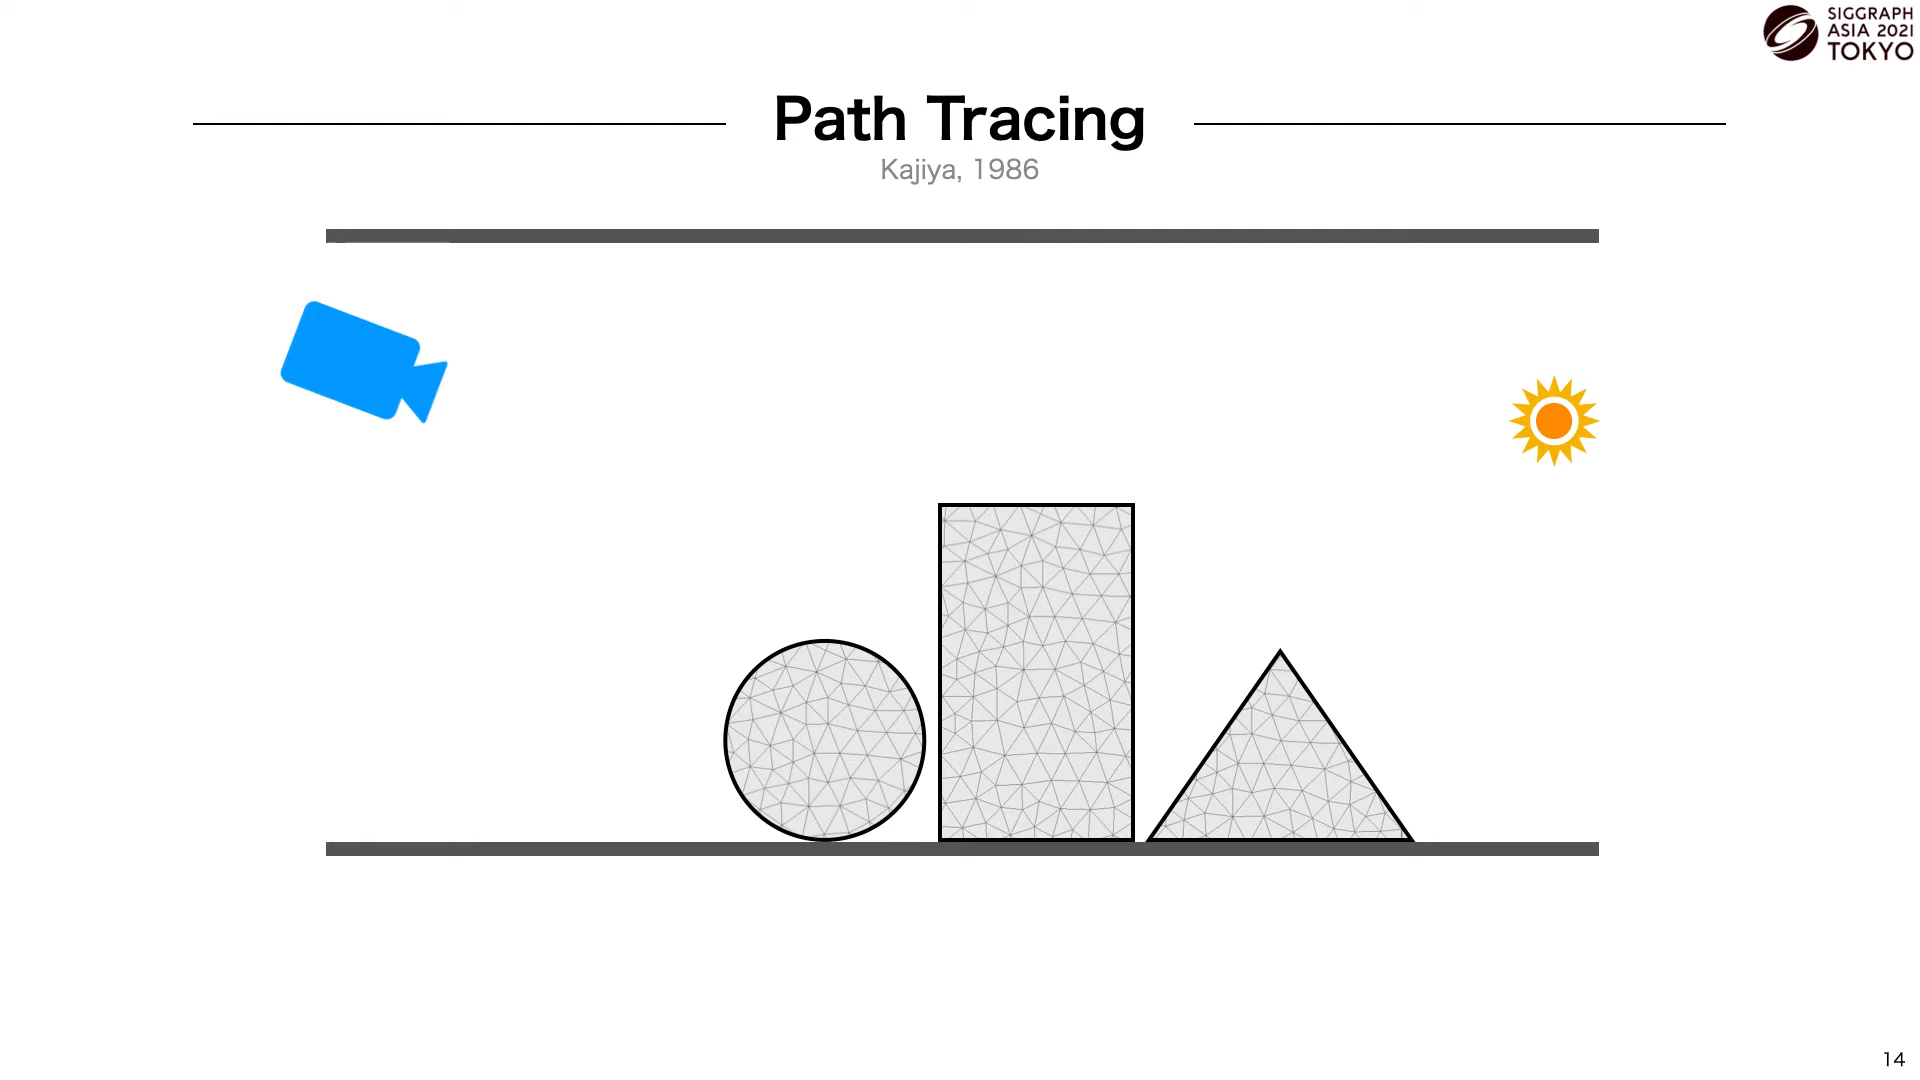 SIGGRAPH
ASIA 2021
TOKYO
Path Tracing
Kajiya, 1986
14